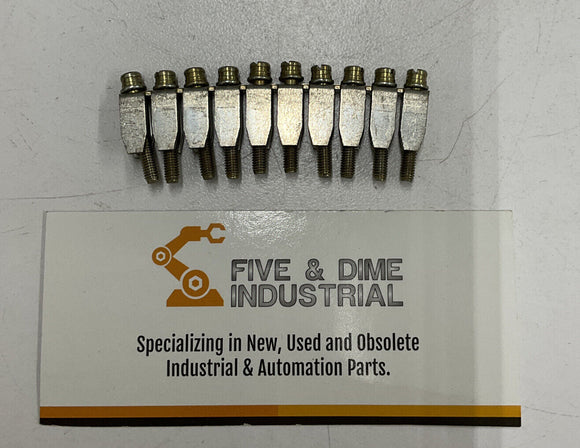 FIVE & DIME
INDUSTRIAL
Specializing in New, Used and Obsolete
Industrial & Automation Parts.